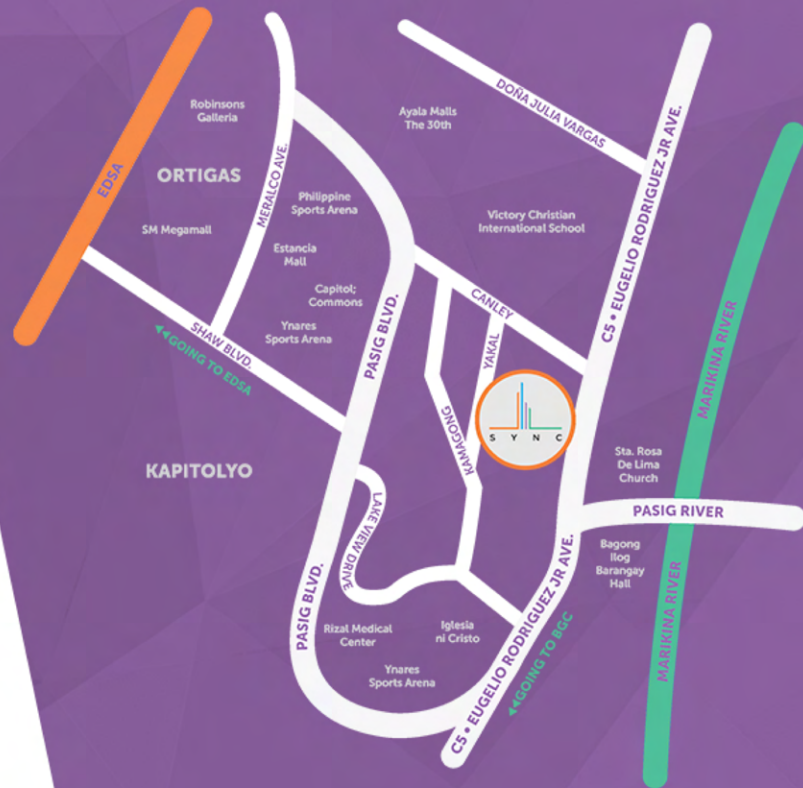 Robinsons
Galleria
ORTIGAS
EDSA
SM Megamall
MERALCO AVE.
Philippine
Sports Arena
Estancia
Mall
Capitol;
Commons
Ynares
Sports Arena
Ayala Malls
The 30th
DOÑA JULIA VARGAS
Victory Christian
International School
C5 • EUGELIO RODRIGUEZ JR AVE.
MARIKINA RIVER
SHAW BLVD.
GOING TO EDSA
PASIG BLVD.
CANLEY
YAKAL
KAMAGONG
S Y N C
KAPITOLYO
Sta. Rosa
De Lima
Church
PASIG RIVER
LAKE VIEW DRIVE
Bagong
Ilog
Barangay
Hall
PASIG BLVD.
Rizal Medical
Center
Iglesia
ni Cristo
Ynares
Sports Arena
C5 • EUGELIO RODRIGUEZ JR AVE.
GOING TO BGC
MARIKINA RIVER